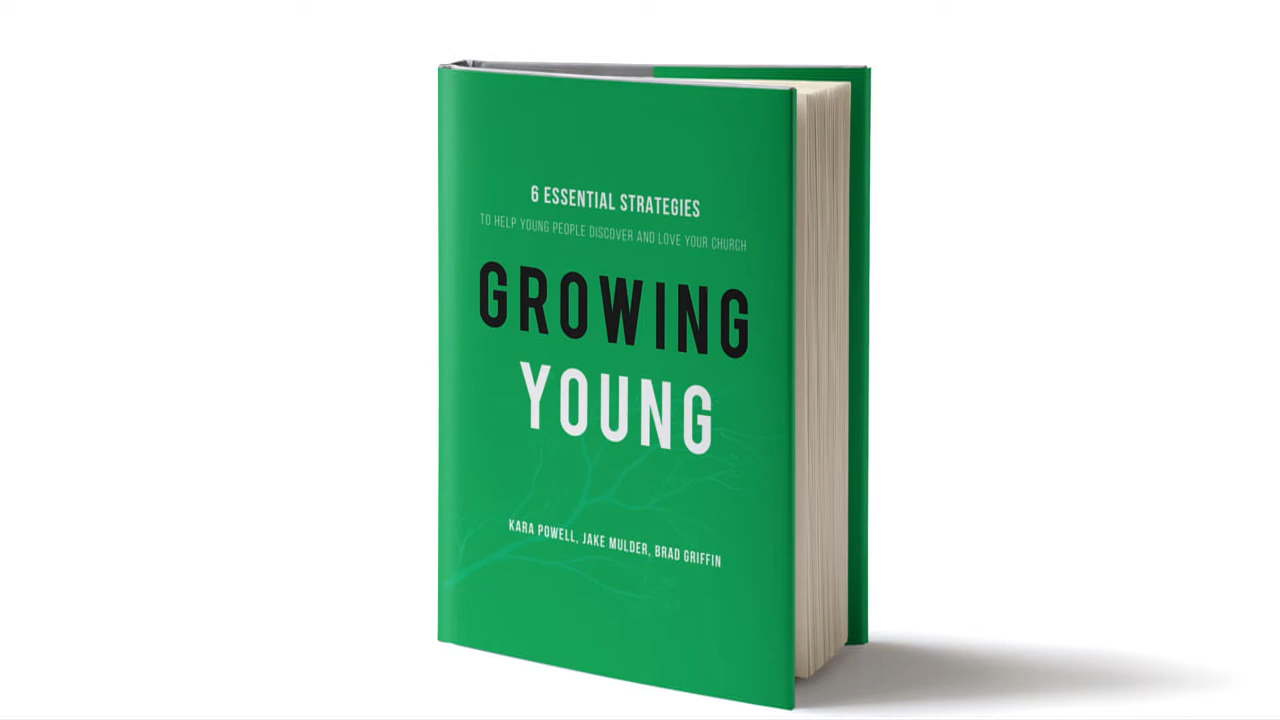 6 ESSENTIAL STRATEGIES
TO HELP YOUNG PEOPLE DISCOVER AND LOVE YOUR CHURCH
GROWING
YOUNG
KARA POWELL, JAKE MULDER, BRAD GRIFFIN